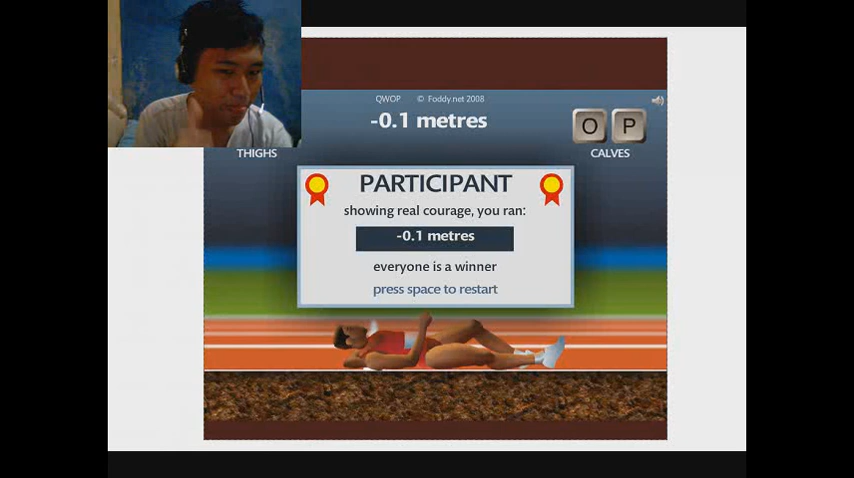 QWOP © Foddy.net 2008
-0.1 metres
O P
THIGHS CALVES
PARTICIPANT
showing real courage, you ran:
-0.1 metres
everyone is a winner
press space to restart